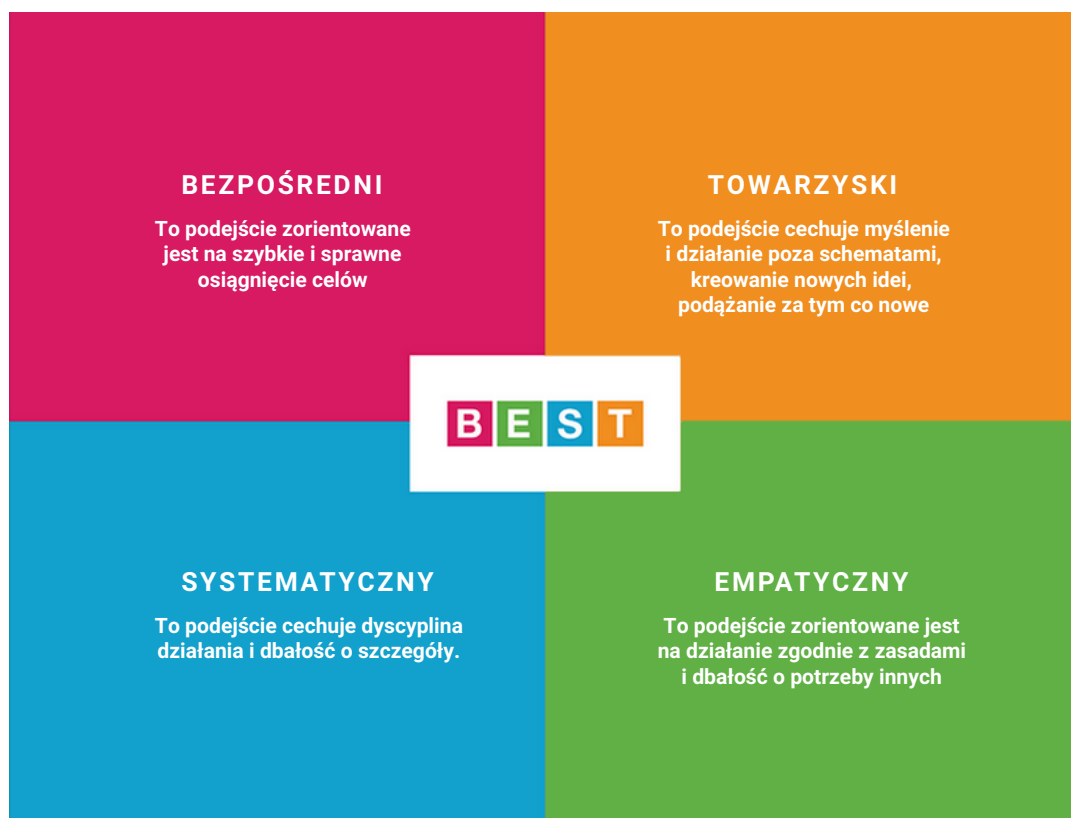 BEZPOŚREDNI
To podejście zorientowane
jest na szybkie i sprawne
osiągnięcie celów
TOWARZYSKI
To podejście cechuje myślenie
i działanie poza schematami,
kreowanie nowych idei,
podążanie za tym co nowe
BEST
SYSTEMATYCZNY
To podejście cechuje dyscyplina
działania i dbałość o szczegóły.
EMPATYCZNY
To podejście zorientowane jest
na działanie zgodnie z zasadami
i dbałość o potrzeby innych